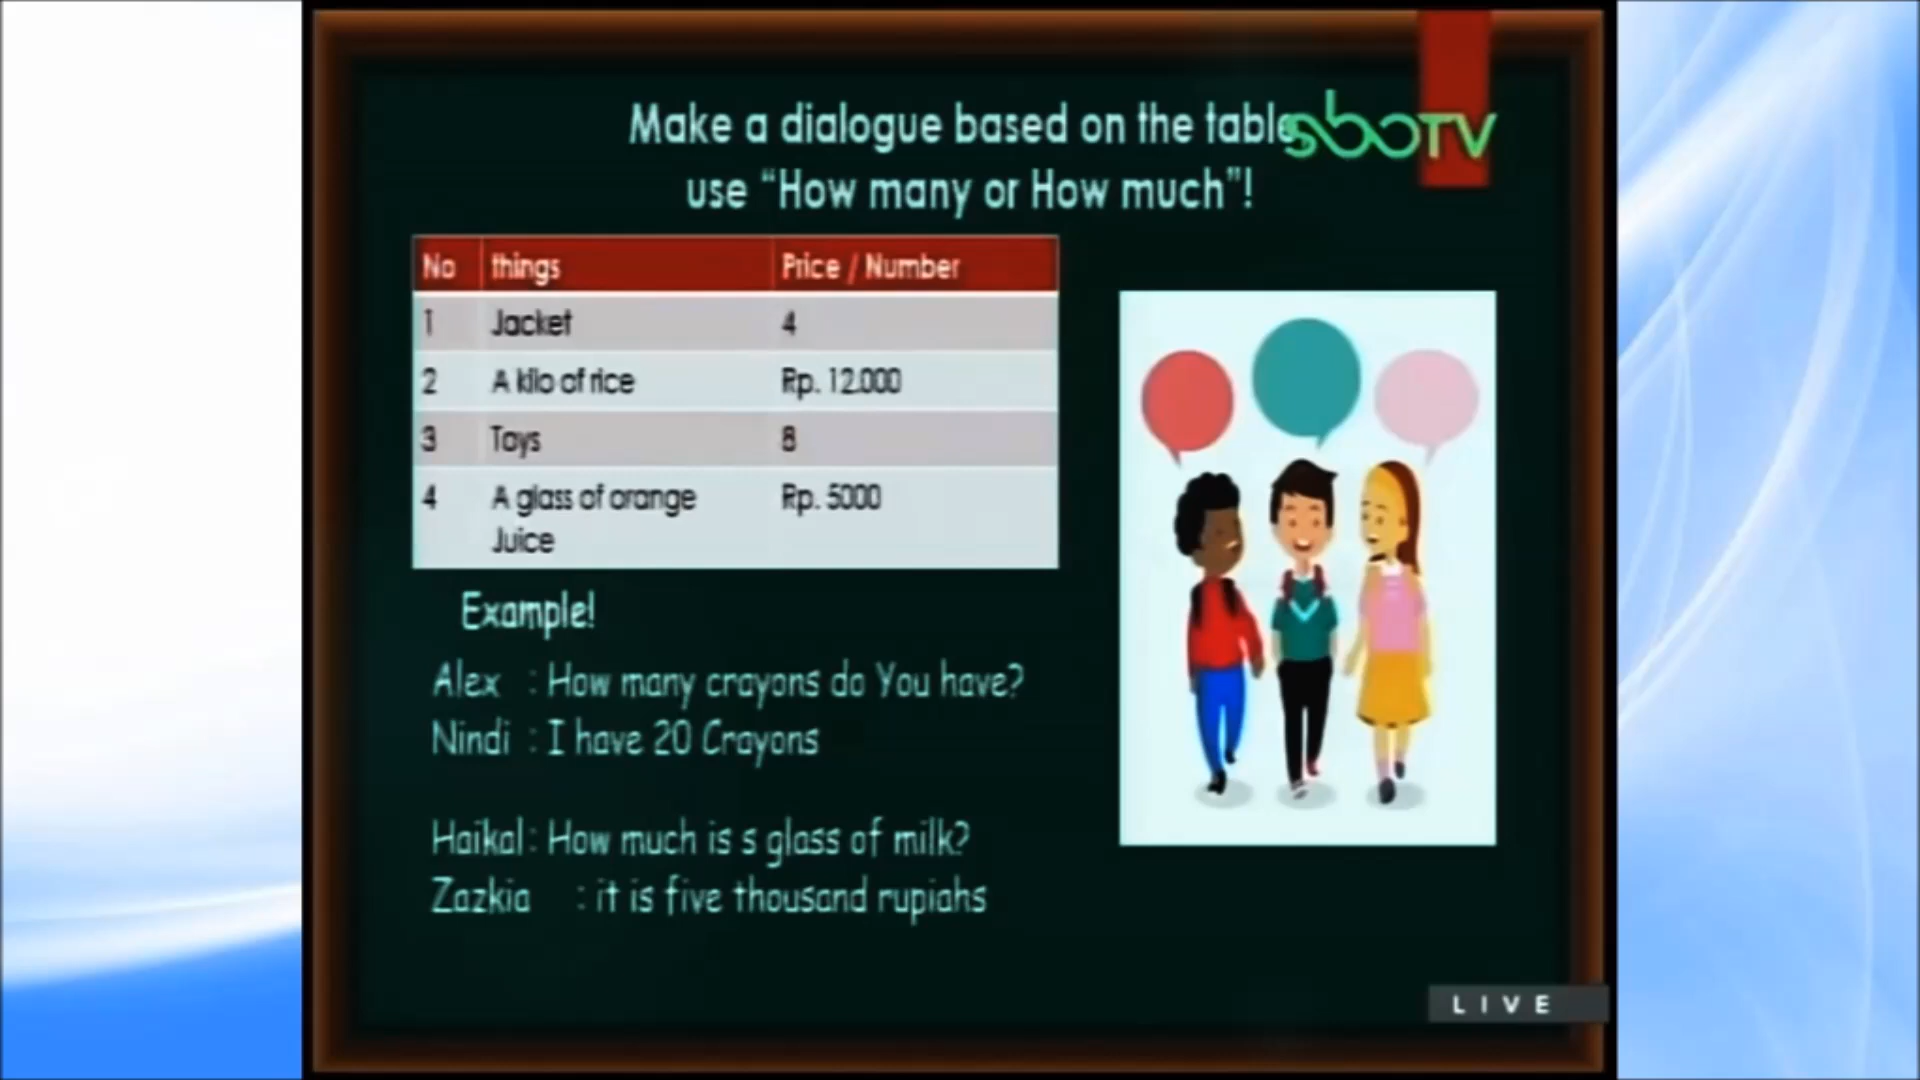 Make a dialogue based on the table
sboTV
use “How many or How much”!
No things Price / Number
1 Jacket 4
2 A kilo of rice Rp. 12.000
3 Toys 8
4 A glass of orange Rp. 5000
Juice
Example!
Alex : How many crayons do You have?
Nindi : I have 20 Crayons
Haikal: How much is s glass of milk?
Zazkia : it is five thousand rupiahs
LIVE